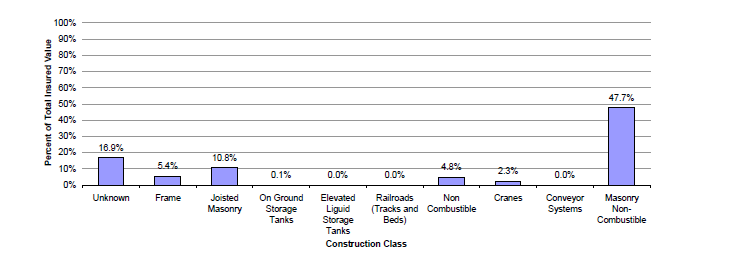 100%
90%
80%
70%
60%
50%
40%
30%
20%
10%
0%
Percent of Total Insured Value
16.9%
5.4%
10.8%
0.1%
0.0%
0.0%
4.8%
2.3%
0.0%
47.7%
Unknown
Frame
Joisted
Masonry
On Ground
Storage
Tanks
Elevated
Liguid
Storage
Tanks
Railroads
(Tracks and
Beds)
Non
Combustible
Cranes
Conveyor
Systems
Masonry
Non-
Combustible
Construction Class